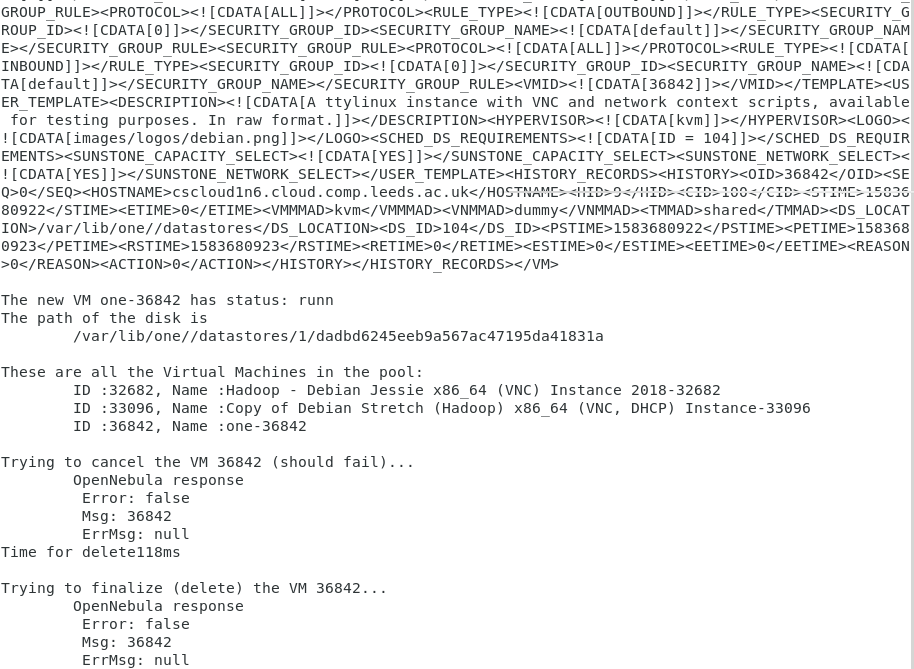 GROUP_RULE><PROTOCOL><![CDATA[ALL]]></PROTOCOL><RULE_TYPE><![CDATA[OUTBOUND]]></RULE_TYPE><SECURITY_G
ROUP_ID><![CDATA[0]]></SECURITY_GROUP_ID><SECURITY_GROUP_NAME><![CDATA[default]]></SECURITY_GROUP_NAM
E></SECURITY_GROUP_RULE><SECURITY_GROUP_RULE><PROTOCOL><![CDATA[ALL]]></PROTOCOL><RULE_TYPE><![CDATA[
INBOUND]]></RULE_TYPE><SECURITY_GROUP_ID><![CDATA[0]]></SECURITY_GROUP_ID><SECURITY_GROUP_NAME><![CDA
TA[default]]></SECURITY_GROUP_NAME></SECURITY_GROUP_RULE><VMID><![CDATA[36842]]></VMID></TEMPLATE><US
ER_TEMPLATE><DESCRIPTION><![CDATA[A ttylinux instance with VNC and network context scripts, available
 for testing purposes. In raw format.]]></DESCRIPTION><HYPERVISOR><![CDATA[kvm]]></HYPERVISOR><LOGO><
![CDATA[images/logos/debian.png]]></LOGO><SCHED_DS_REQUIREMENTS><![CDATA[ID = 104]]></SCHED_DS_REQUIR
EMENTS><SUNSTONE_CAPACITY_SELECT><![CDATA[YES]]></SUNSTONE_CAPACITY_SELECT><SUNSTONE_NETWORK_SELECT><
![CDATA[YES]]></SUNSTONE_NETWORK_SELECT></USER_TEMPLATE><HISTORY_RECORDS><HISTORY><OID>36842</OID><SE
Q>0</SEQ><HOSTNAME>cscloud1n6.cloud.comp.leeds.ac.uk</HOSTNAME><HID>9</HID><CID>100</CID><STIME>15836
80922</STIME><ETIME>0</ETIME><VMMMAD>kvm</VMMMAD><VNMMAD>dummy</VNMMAD><TMMAD>shared</TMMAD><DS_LOCAT
ION>/var/lib/one//datastores</DS_LOCATION><DS_ID>104</DS_ID><PSTIME>1583680922</PSTIME><PETIME>158368
0923</PETIME><RSTIME>1583680923</RSTIME><RETIME>0</RETIME><ESTIME>0</ESTIME><EETIME>0</EETIME><REASON
>0</REASON><ACTION>0</ACTION></HISTORY></HISTORY_RECORDS></VM>
The new VM one-36842 has status: runn
The path of the disk is
/var/lib/one//datastores/1/dadbd6245eeb9a567ac47195da41831a
These are all the Virtual Machines in the pool:
ID :32682, Name :Hadoop - Debian Jessie x86_64 (VNC) Instance 2018-32682
ID :33096, Name :Copy of Debian Stretch (Hadoop) x86_64 (VNC, DHCP) Instance-33096
ID :36842, Name :one-36842
Trying to cancel the VM 36842 (should fail)...
OpenNebula response
Error: false
Msg: 36842
ErrMsg: null
Time for delete118ms
Trying to finalize (delete) the VM 36842...
OpenNebula response
Error: false
Msg: 36842
ErrMsg: null